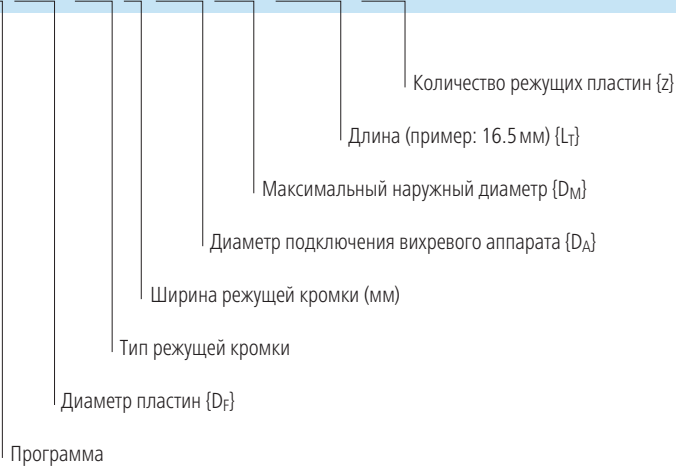 Количество режущих пластин {z}
Длина (пример: 16.5 мм) {LT}
Максимальный наружный диаметр {DM}
Диаметр подключения вихревого аппарата {DA}
Ширина режущей кромки (мм)
Тип режущей кромки
Диаметр пластин {DF}
Программа